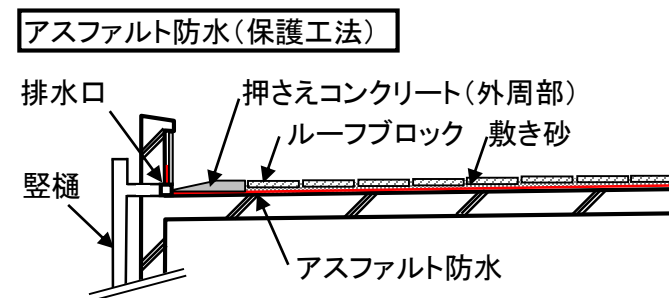 アスファルト防水（保護工法）
排水口
押さえコンクリート（外周部）
ルーフブロック
敷き砂
竪樋
アスファルト防水